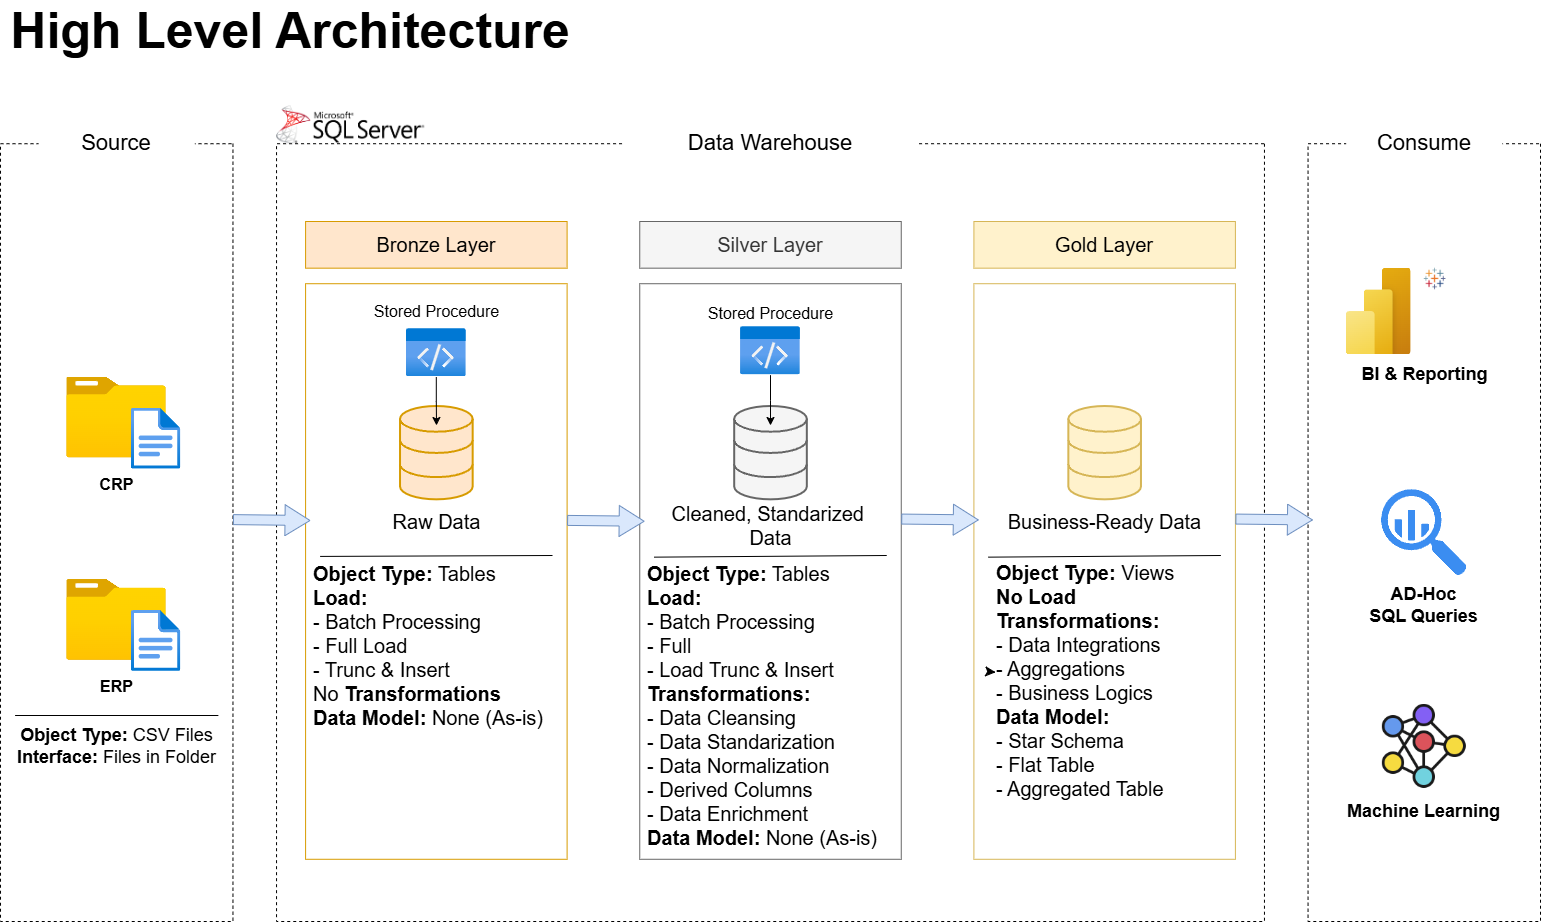 High Level Architecture
Source
CRP
ERP
Object Type: CSV Files
Interface: Files in Folder
Microsoft®
SQL Server
Data Warehouse
Bronze Layer
Stored Procedure
Raw Data
Object Type: Tables
Load:
- Batch Processing
- Full Load
- Trunc & Insert
No Transformations
Data Model: None (As-is)
Silver Layer
Stored Procedure
Cleaned, Standarized
Data
Object Type: Tables
Load:
- Batch Processing
- Full
- Load Trunc & Insert
Transformations:
- Data Cleansing
- Data Standarization
- Data Normalization
- Derived Columns
- Data Enrichment
Data Model: None (As-is)
Gold Layer
Business-Ready Data
Object Type: Views
No Load
Transformations:
- Data Integrations
- Aggregations
- Business Logics
Data Model:
- Star Schema
- Flat Table
- Aggregated Table
Consume
BI & Reporting
AD-Hoc
SQL Queries
Machine Learning